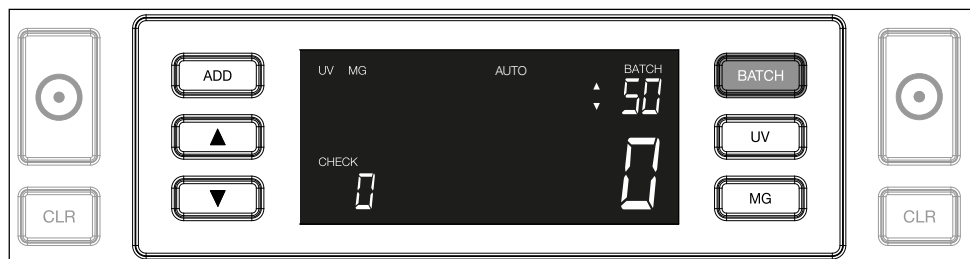 ADD
UV MG AUTO BATCH
50
BATCH
UV
CHECK
0
0
MG
CLR
CLR